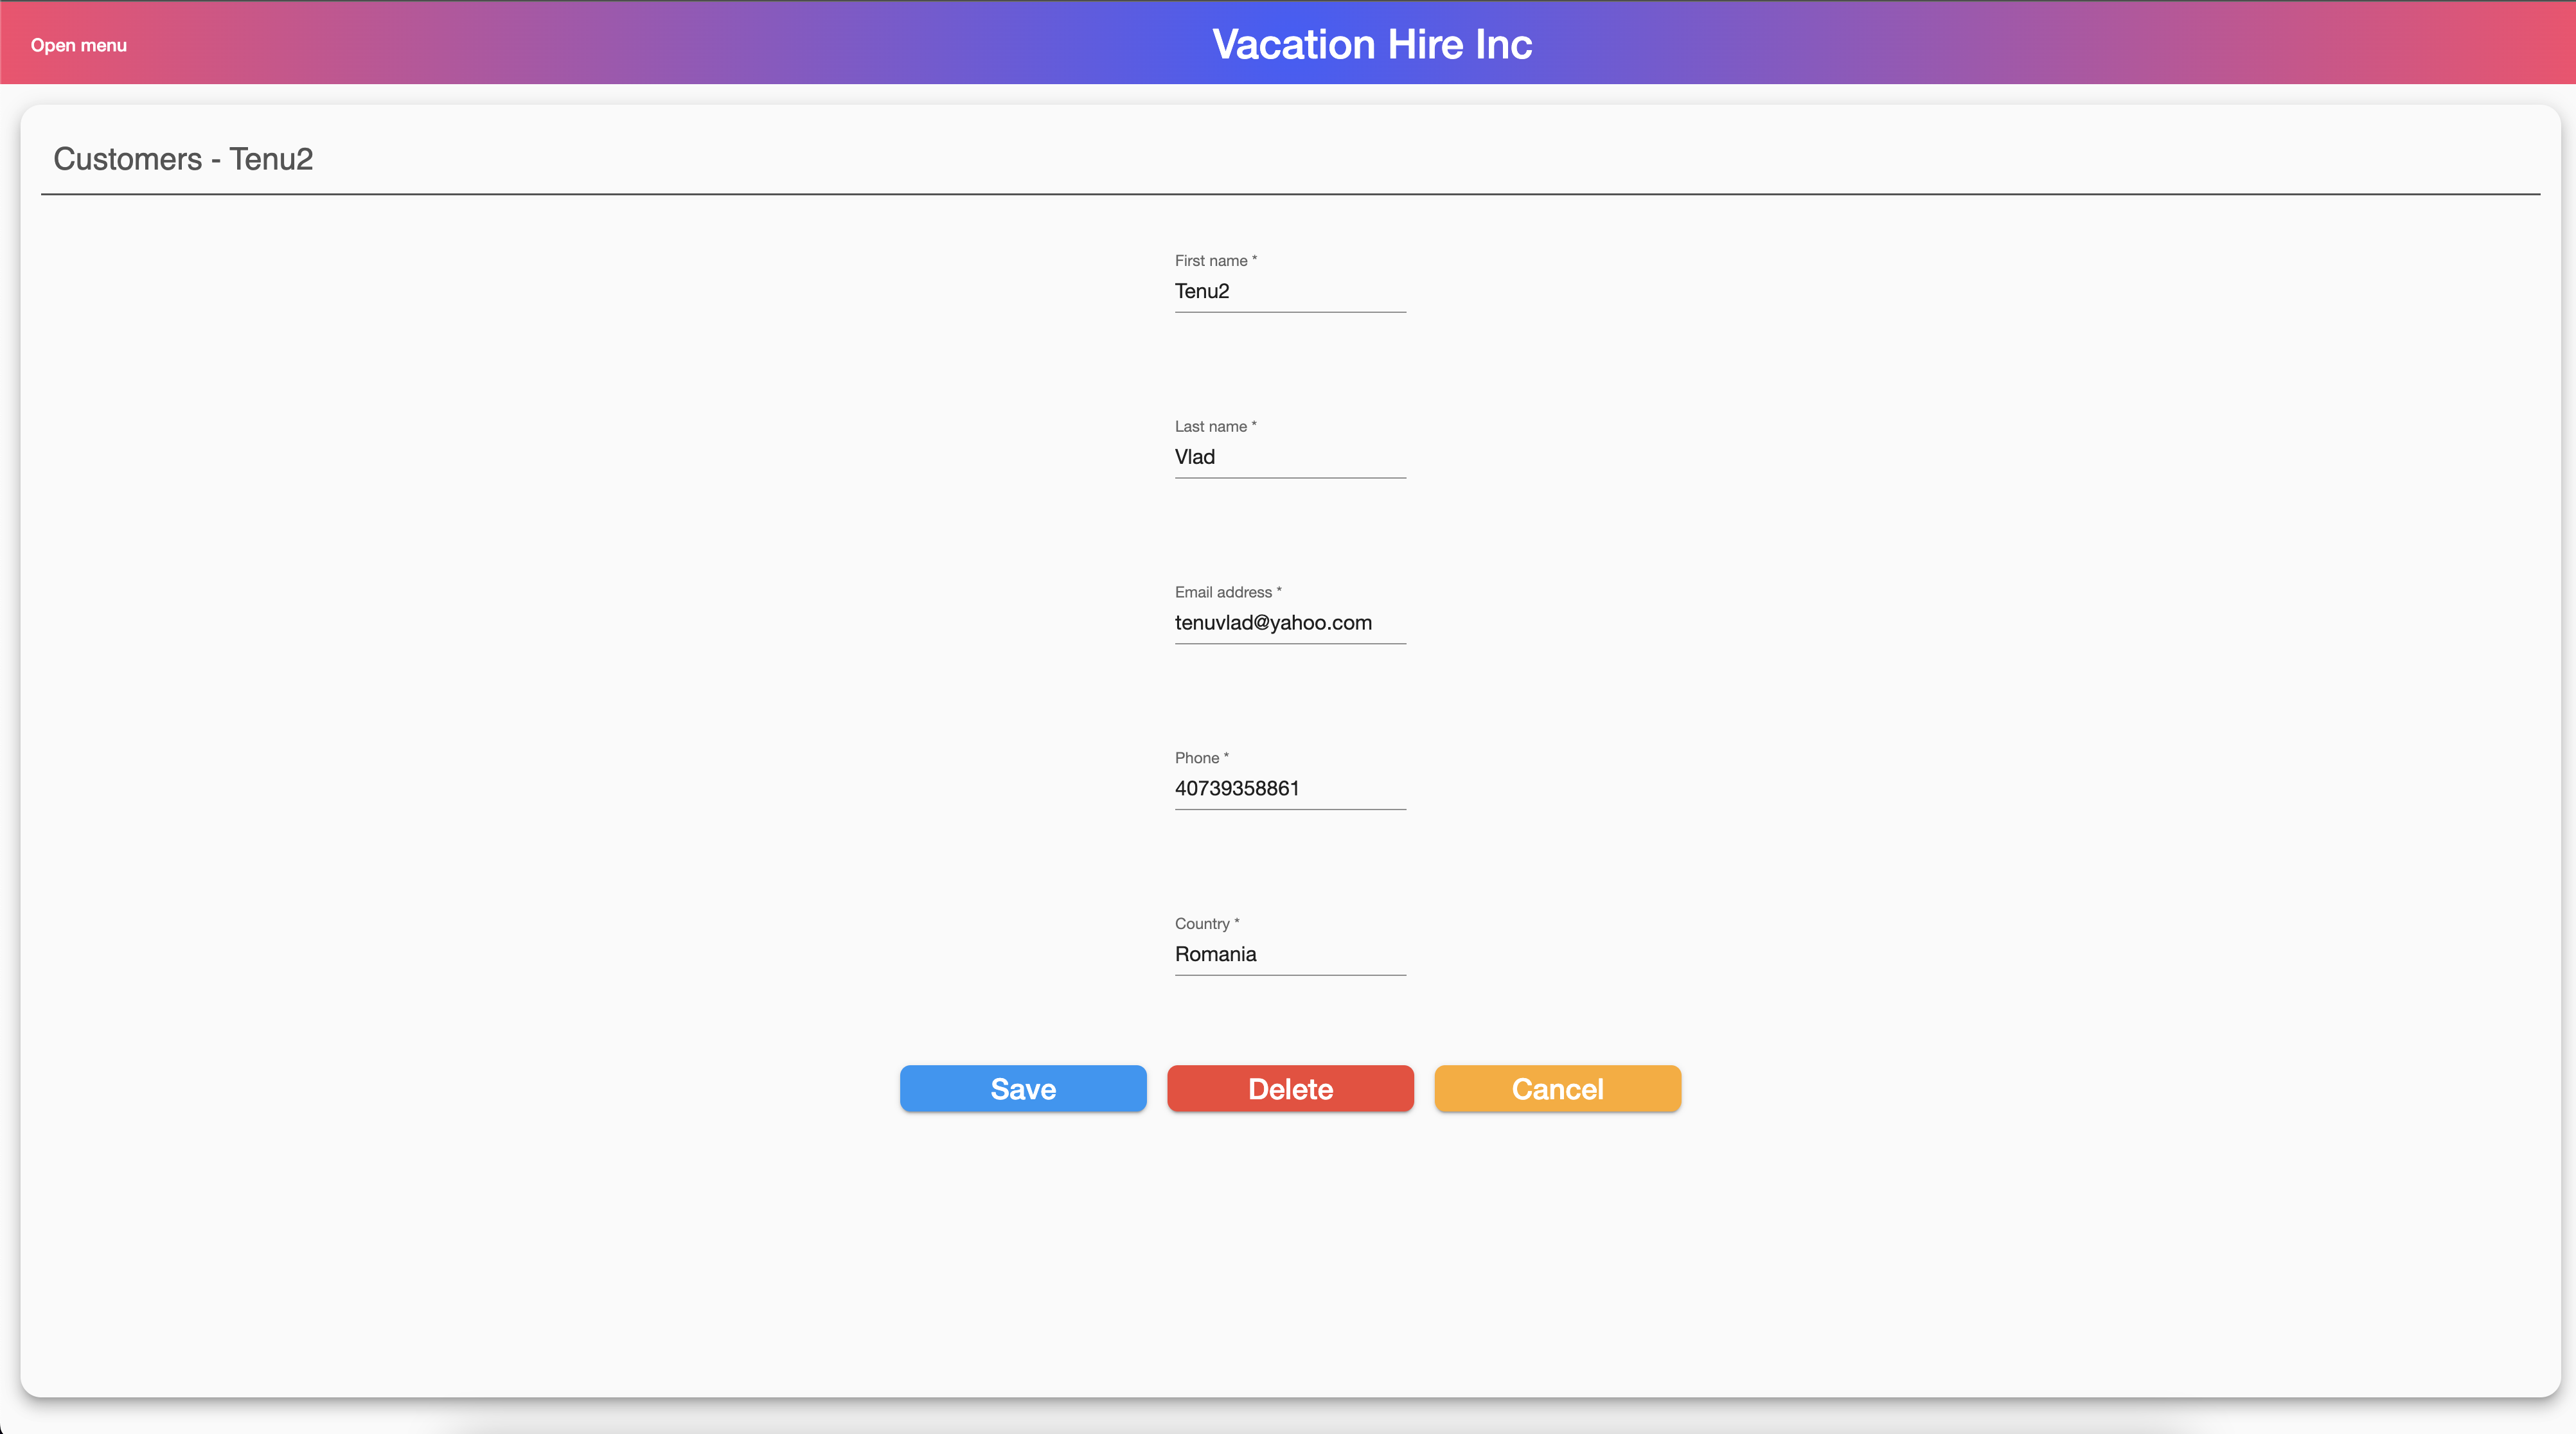 Open menu
Vacation Hire Inc
Customers - Tenu2
First name *
Tenu2
Last name *
Vlad
Email address *
tenuvlad@yahoo.com
Phone *
40739358861
Country *
Romania
Save
Delete
Cancel